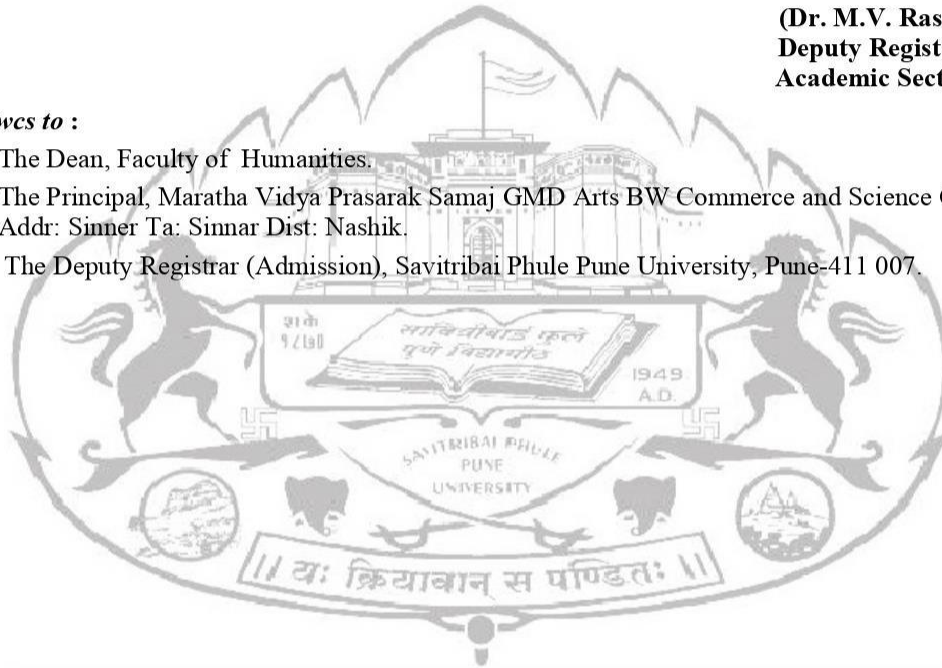 (Dr. M.V. Ras
Deputy Regist
Academic Sect
wcs to :
The Dean, Faculty of Humanities.
The Principal, Maratha Vidya Prasarak Samaj GMD Arts BW Commerce and Science
Addr: Sinner Ta: Sinnar Dist: Nashik.
The Deputy Registrar (Admission), Savitribai Phule Pune University, Pune-411 007.
शके
१८७०
सावित्रीबाई फुले
पुणे विद्यापीठ
1949
A.D.
SAVITRIBAI PHULE
PUNE
UNIVERSITY
।। यः क्रियावान् स पण्डितः ।।